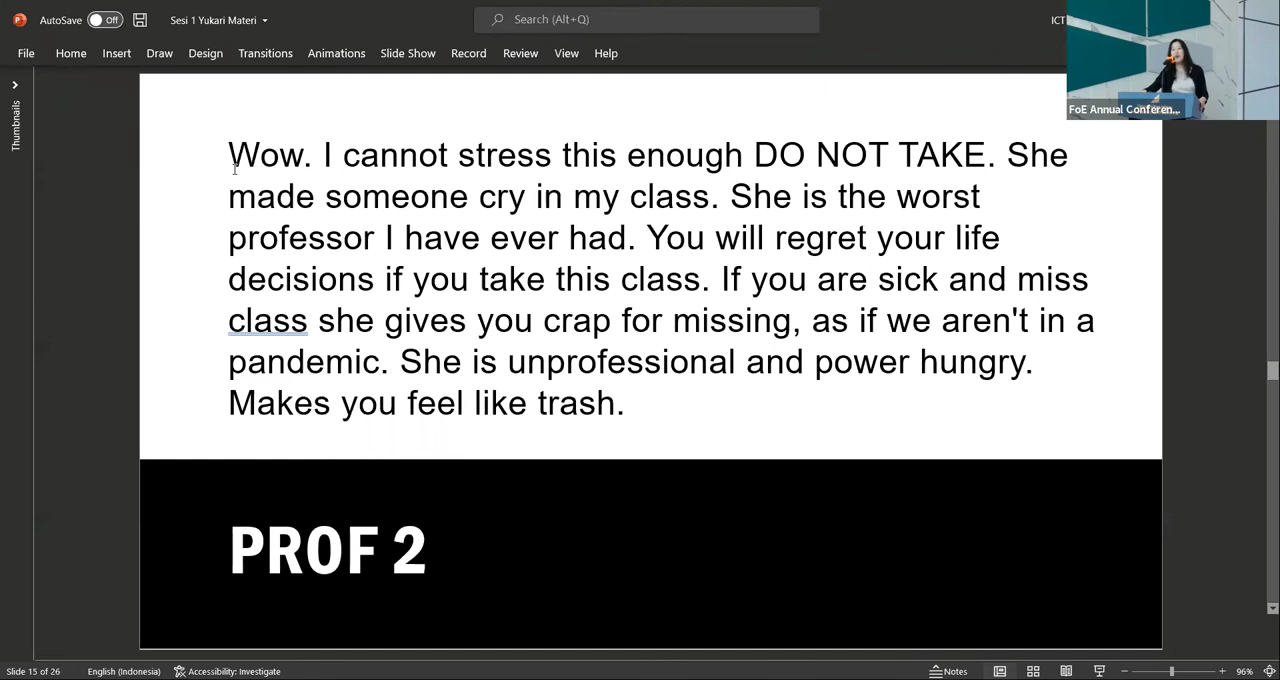 AutoSave
Off
Sesi 1 Yukari Materi
Search (Alt+Q)
ICT
File Home Insert Draw Design Transitions Animations Slide Show Record Review View Help
FoE Annual Conferen...
Thumbnails
Wow. I cannot stress this enough DO NOT TAKE. She
made someone cry in my class. She is the worst
professor I have ever had. You will regret your life
decisions if you take this class. If you are sick and miss
class she gives you crap for missing, as if we aren't in a
pandemic. She is unprofessional and power hungry.
Makes you feel like trash.
PROF 2
Slide 15 of 26 English (Indonesia) Accessibility: Investigate Notes 96%